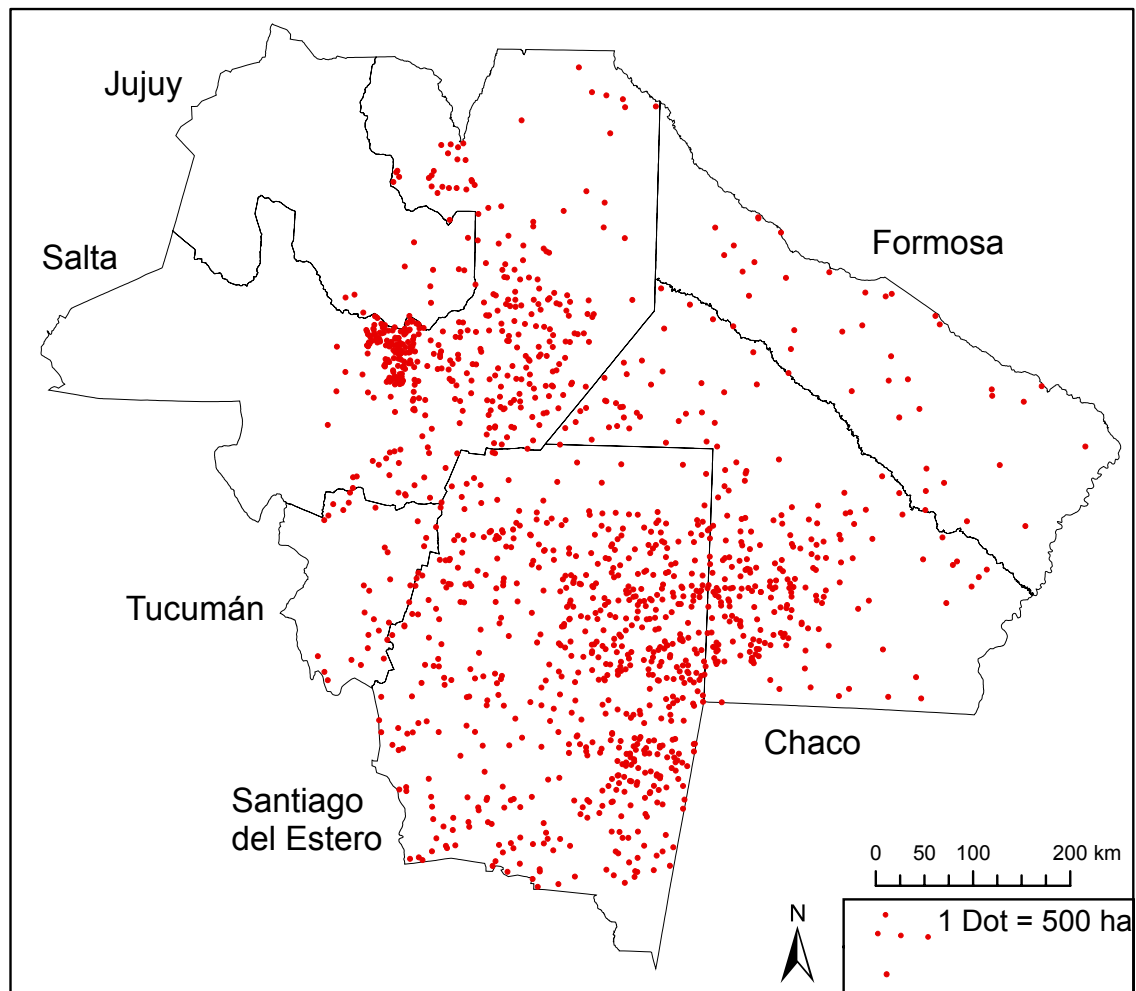 Jujuy
Salta
Formosa
Tucumán
Chaco
Santiago
del Estero
0 50 100 200 km
N
1 Dot = 500 ha